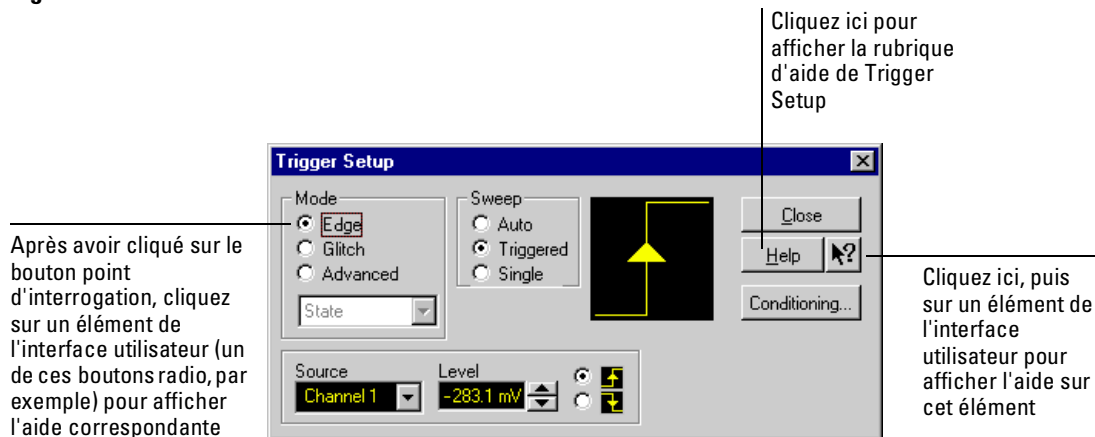 Cliquez ici pour
afficher la rubrique
d'aide de Trigger
Setup
Trigger Setup
Mode
Edge
Glitch
Advanced
State
Sweep
Auto
Triggered
Single
Close
Help
Conditioning...
Source
Channel 1
Level
-283.1 mV
Après avoir cliqué sur le
bouton point
d'interrogation, cliquez
sur un élément de
l'interface utilisateur (un
de ces boutons radio, par
exemple) pour afficher
l'aide correspondante
Cliquez ici, puis
sur un élément de
l'interface
utilisateur pour
afficher l'aide sur
cet élément